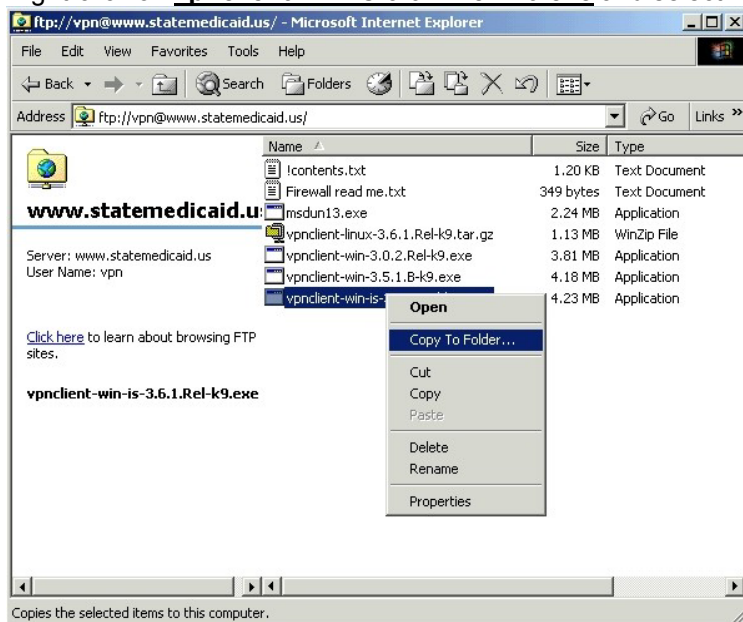 ftp://vpn@www.statemedicaid.us/ - Microsoft Internet Explorer
File Edit View Favorites Tools Help
Back Search Folders
Address ftp://vpn@www.statemedicaid.us/ Go Links »
Name Size Type
!contents.txt 1.20 KB Text Document
Firewall read me.txt 349 bytes Text Document
msdun13.exe 2.24 MB Application
vpnclient-linux-3.6.1.Rel-k9.tar.gz 1.13 MB WinZip File
vpnclient-win-3.0.2.Rel-k9.exe 3.81 MB Application
vpnclient-win-3.5.1.B-k9.exe 4.18 MB Application
vpnclient-win-is- 4.23 MB Application
www.statemedicaid.u
Server: www.statemedicaid.us
User Name: vpn
Click here to learn about browsing FTP
sites.
vpnclient-win-is-3.6.1.Rel-k9.exe
Open
Copy To Folder...
Cut
Copy
Paste
Delete
Rename
Properties
Copies the selected items to this computer.